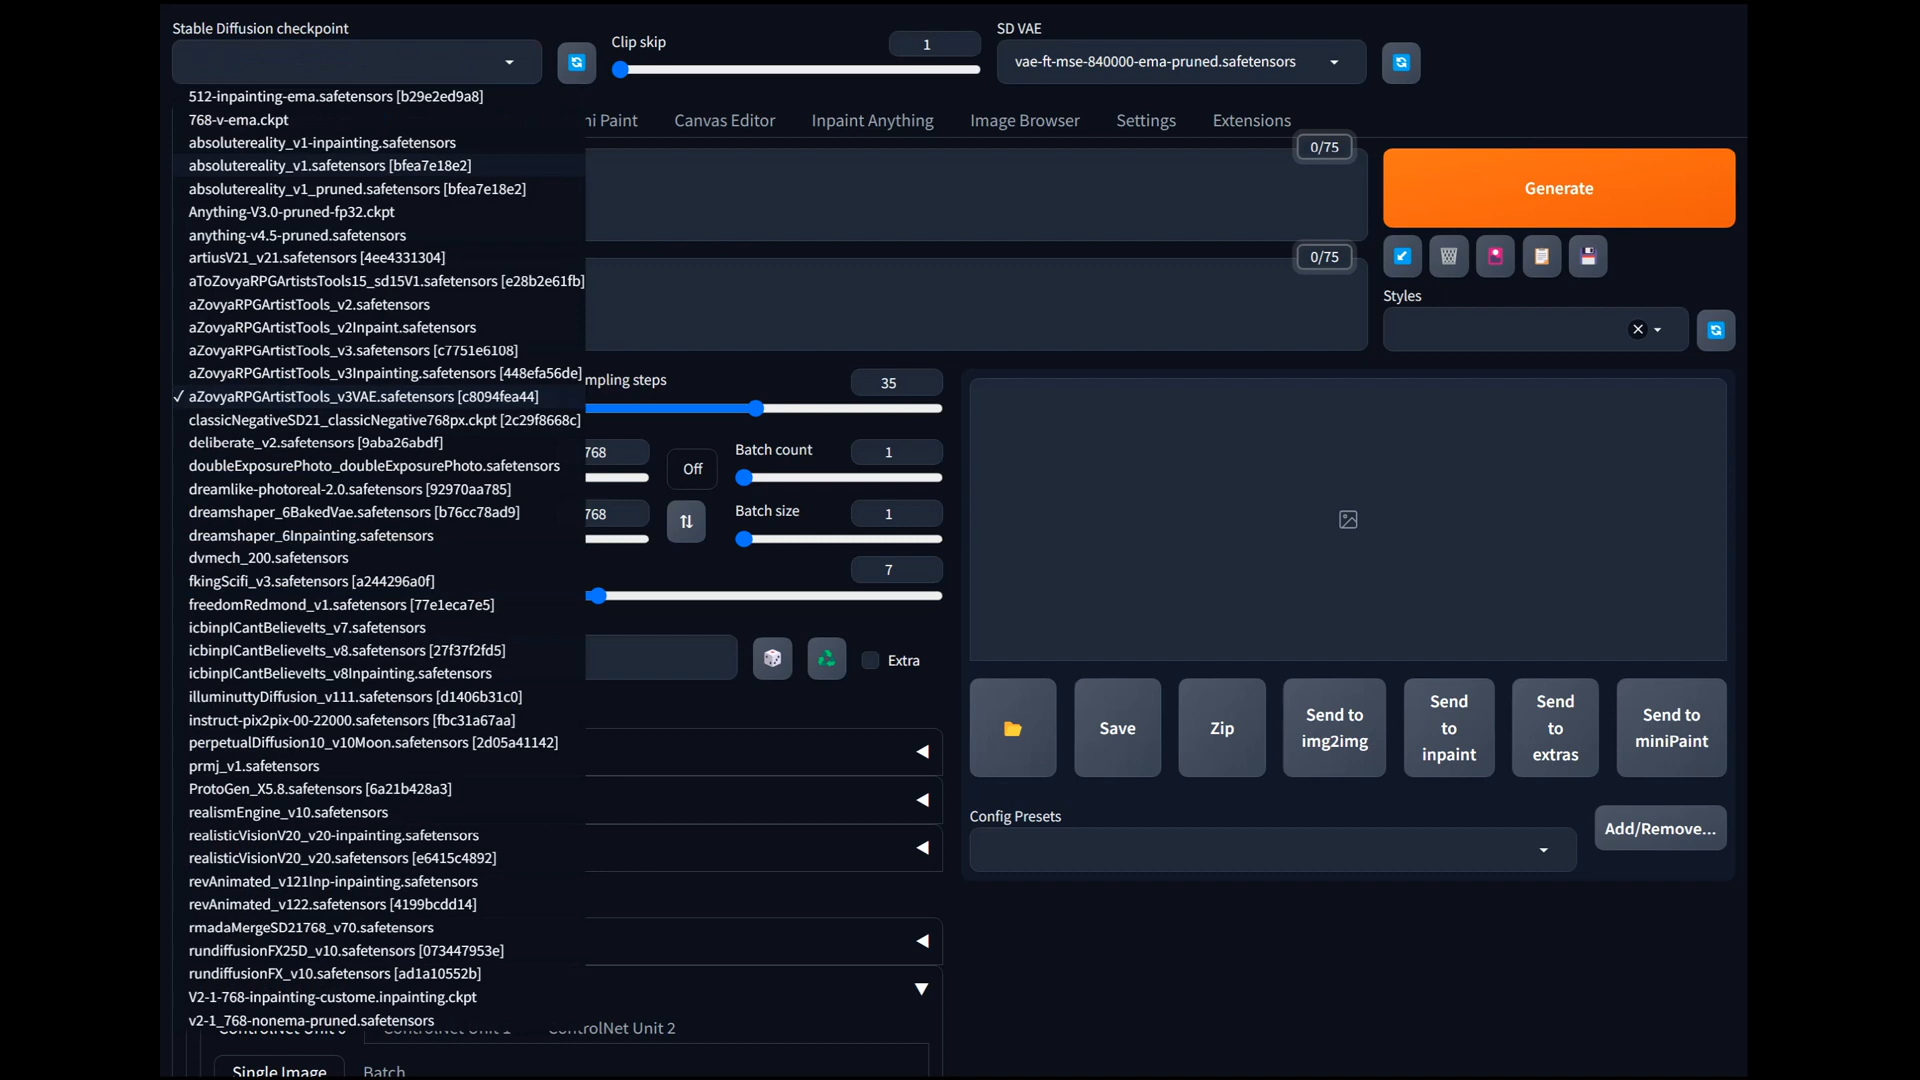 Stable Diffusion checkpoint
Clip skip
1
SD VAE
vae-ft-mse-840000-ema-pruned.safetensors
512-inpainting-ema.safetensors [b29e2ed9a8]
768-v-ema.ckpt
absolutereality_v1-inpainting.safetensors
absolutereality_v1.safetensors [bfea7e18e2]
absolutereality_v1_pruned.safetensors [bfea7e18e2]
Anything-V3.0-pruned-fp32.ckpt
anything-v4.5-pruned.safetensors
artiusV21_v21.safetensors [4ee4331304]
aToZovyaRPGArtistsTools15_sd15V1.safetensors [e28b2e61fb]
aZovyaRPGArtistTools_v2.safetensors
aZovyaRPGArtistTools_v2Inpaint.safetensors
aZovyaRPGArtistTools_v3.safetensors [c7751e6108]
aZovyaRPGArtistTools_v3Inpainting.safetensors [448efa56de]
✓ aZovyaRPGArtistTools_v3VAE.safetensors [c8094fea44]
classicNegativeSD21_classicNegative768px.ckpt [2c29f8668c]
deliberate_v2.safetensors [9aba26abdf]
doubleExposurePhoto_doubleExposurePhoto.safetensors
dreamlike-photoreal-2.0.safetensors [92970aa785]
dreamshaper_6BakedVae.safetensors [b76cc78ad9]
dreamshaper_6Inpainting.safetensors
dvmech_200.safetensors
fkingScifi_v3.safetensors [a244296a0f]
freedomRedmond_v1.safetensors [77e1eca7e5]
icbinpICantBelieveIts_v7.safetensors
icbinpICantBelieveIts_v8.safetensors [27f37f2fd5]
icbinpICantBelieveIts_v8Inpainting.safetensors
illuminuttyDiffusion_v111.safetensors [d1406b31c0]
instruct-pix2pix-00-22000.safetensors [fbc31a67aa]
perpetualDiffusion10_v10Moon.safetensors [2d05a41142]
prmj_v1.safetensors
ProtoGen_X5.8.safetensors [6a21b428a3]
realismEngine_v10.safetensors
realisticVisionV20_v20-inpainting.safetensors
realisticVisionV20_v20.safetensors [e6415c4892]
revAnimated_v121Inp-inpainting.safetensors
revAnimated_v122.safetensors [4199bcdd14]
rmadaMergeSD21768_v70.safetensors
rundiffusionFX25D_v10.safetensors [073447953e]
rundiffusionFX_v10.safetensors [ad1a10552b]
V2-1-768-inpainting-custome.inpainting.ckpt
v2-1_768-nonema-pruned.safetensors
ni Paint Canvas Editor Inpaint Anything Image Browser Settings Extensions
0/75
0/75
Generate
Styles
mpling steps
35
768
Off
Batch count
1
768
Batch size
1
7
Extra
Save
Zip
Send to
img2img
Send
to
inpaint
Send
to
extras
Send to
miniPaint
Config Presets
Add/Remove...
ControlNet Unit 0 ControlNet Unit 1 ControlNet Unit 2
Single Image Batch